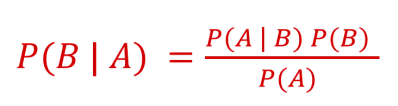 P(B | A) = P(A | B) P(B) / P(A)